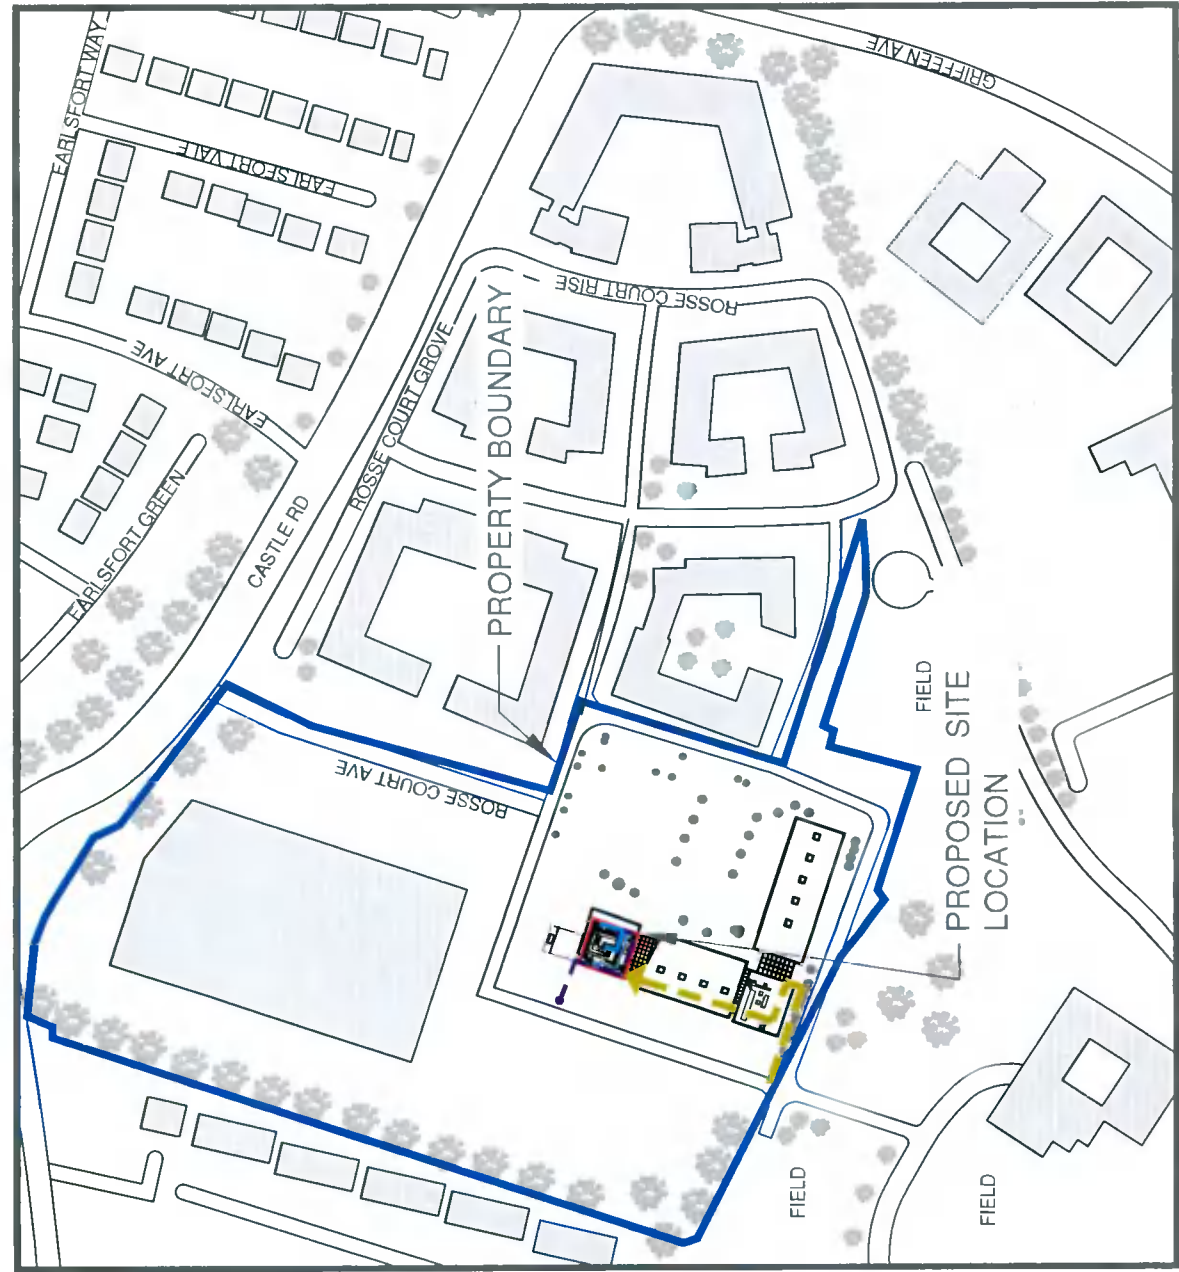 EARLSFORT WAY
GRIFFEEN AVE
EARLSFORT VALE
EARLSFORT AVE
ROSSE COURT RISE
PROPERTY BOUNDARY
ROSSE COURT GROVE
EARLSFORT GREEN
CASTLE RD
ROSSE COURT AVE
FIELD
PROPOSED SITE
LOCATION
FIELD
FIELD